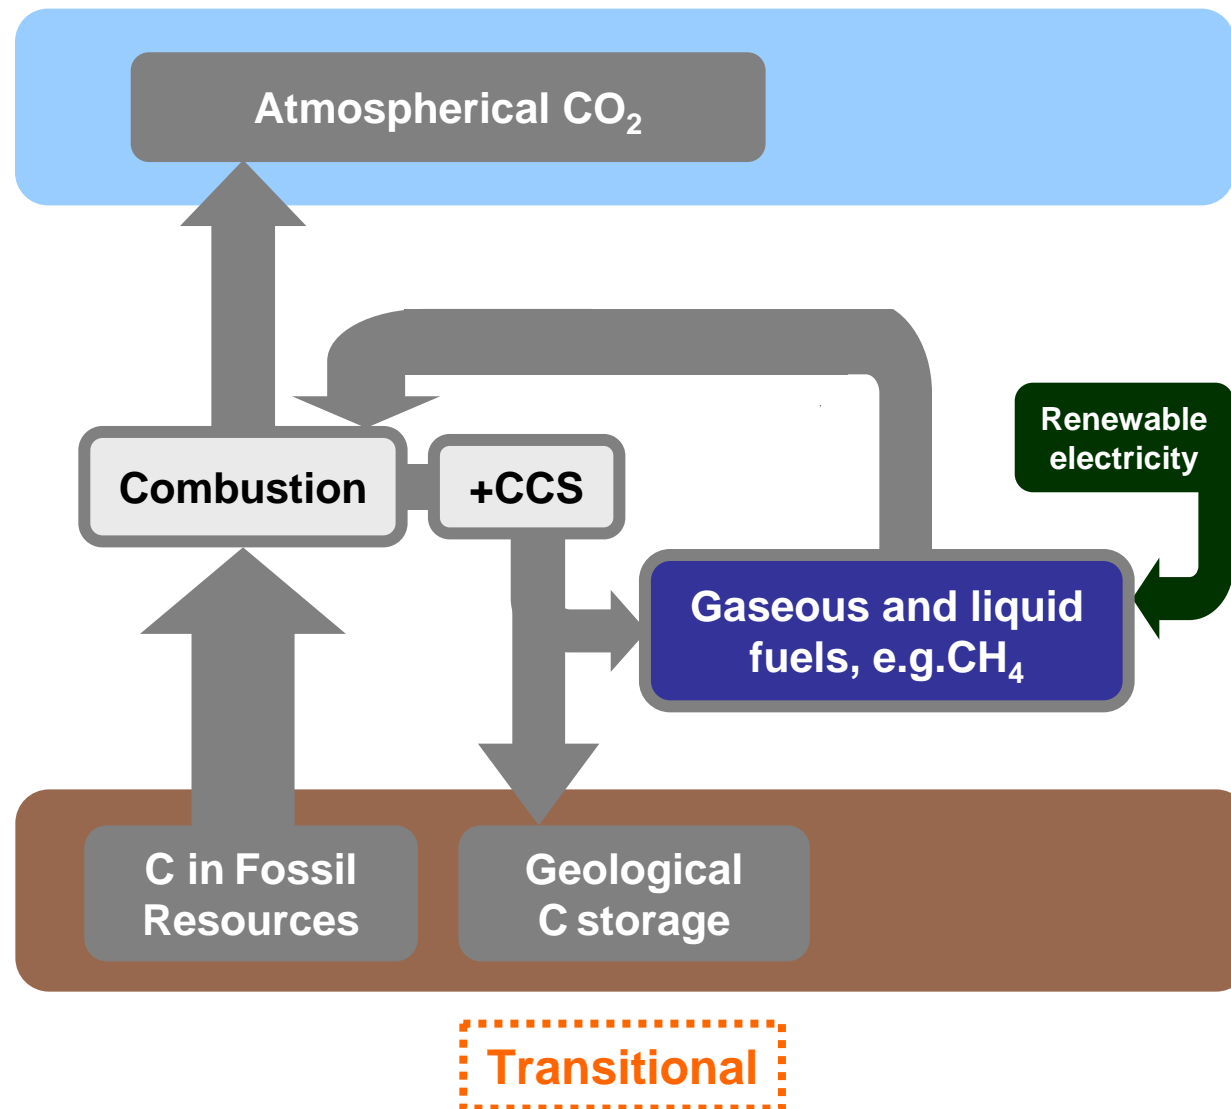 Atmospherical CO₂
Renewable
electricity
Combustion
+CCS
Gaseous and liquid
fuels, e.g.CH₄
C in Fossil
Resources
Geological
C storage
Transitional